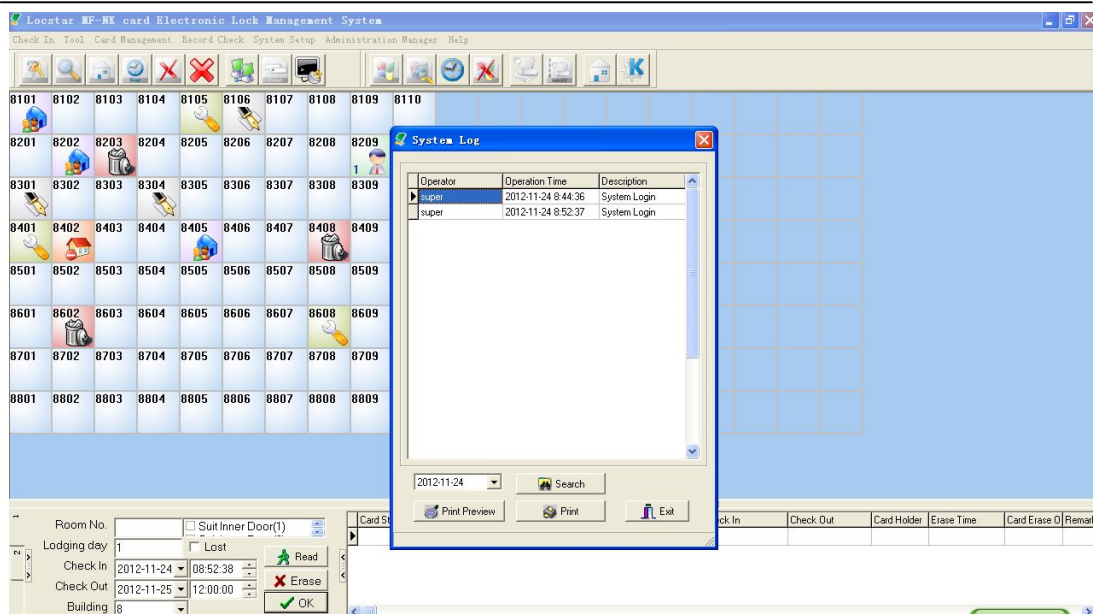 Locstar MF-NK card Electronic Lock Management System
Check In Tool Card Management Record Check System Setup Administration Manager Help
8101 8102 8103 8104 8105 8106 8107 8108 8109 8110
8201 8202 8203 8204 8205 8206 8207 8208 8209
1
8301 8302 8303 8304 8305 8306 8307 8308 8309
8401 8402 8403 8404 8405 8406 8407 8408 8409
8501 8502 8503 8504 8505 8506 8507 8508 8509
8601 8602 8603 8604 8605 8606 8607 8608 8609
8701 8702 8703 8704 8705 8706 8707 8708 8709
8801 8802 8803 8804 8805 8806 8807 8808 8809
System Log
Operator Operation Time Description
super 2012-11-24 8:44:36 System Login
super 2012-11-24 8:52:37 System Login
2012-11-24 Search
Print Preview Print Exit
1
2
Room No. Suit Inner Door(1)
Lodging day 1 Lost
Check In 2012-11-24 08:52:38
Check Out 2012-11-25 12:00:00
Building 8
Read
Erase
OK
Card St eck In Check Out Card Holder Erase Time Card Erase O Remark